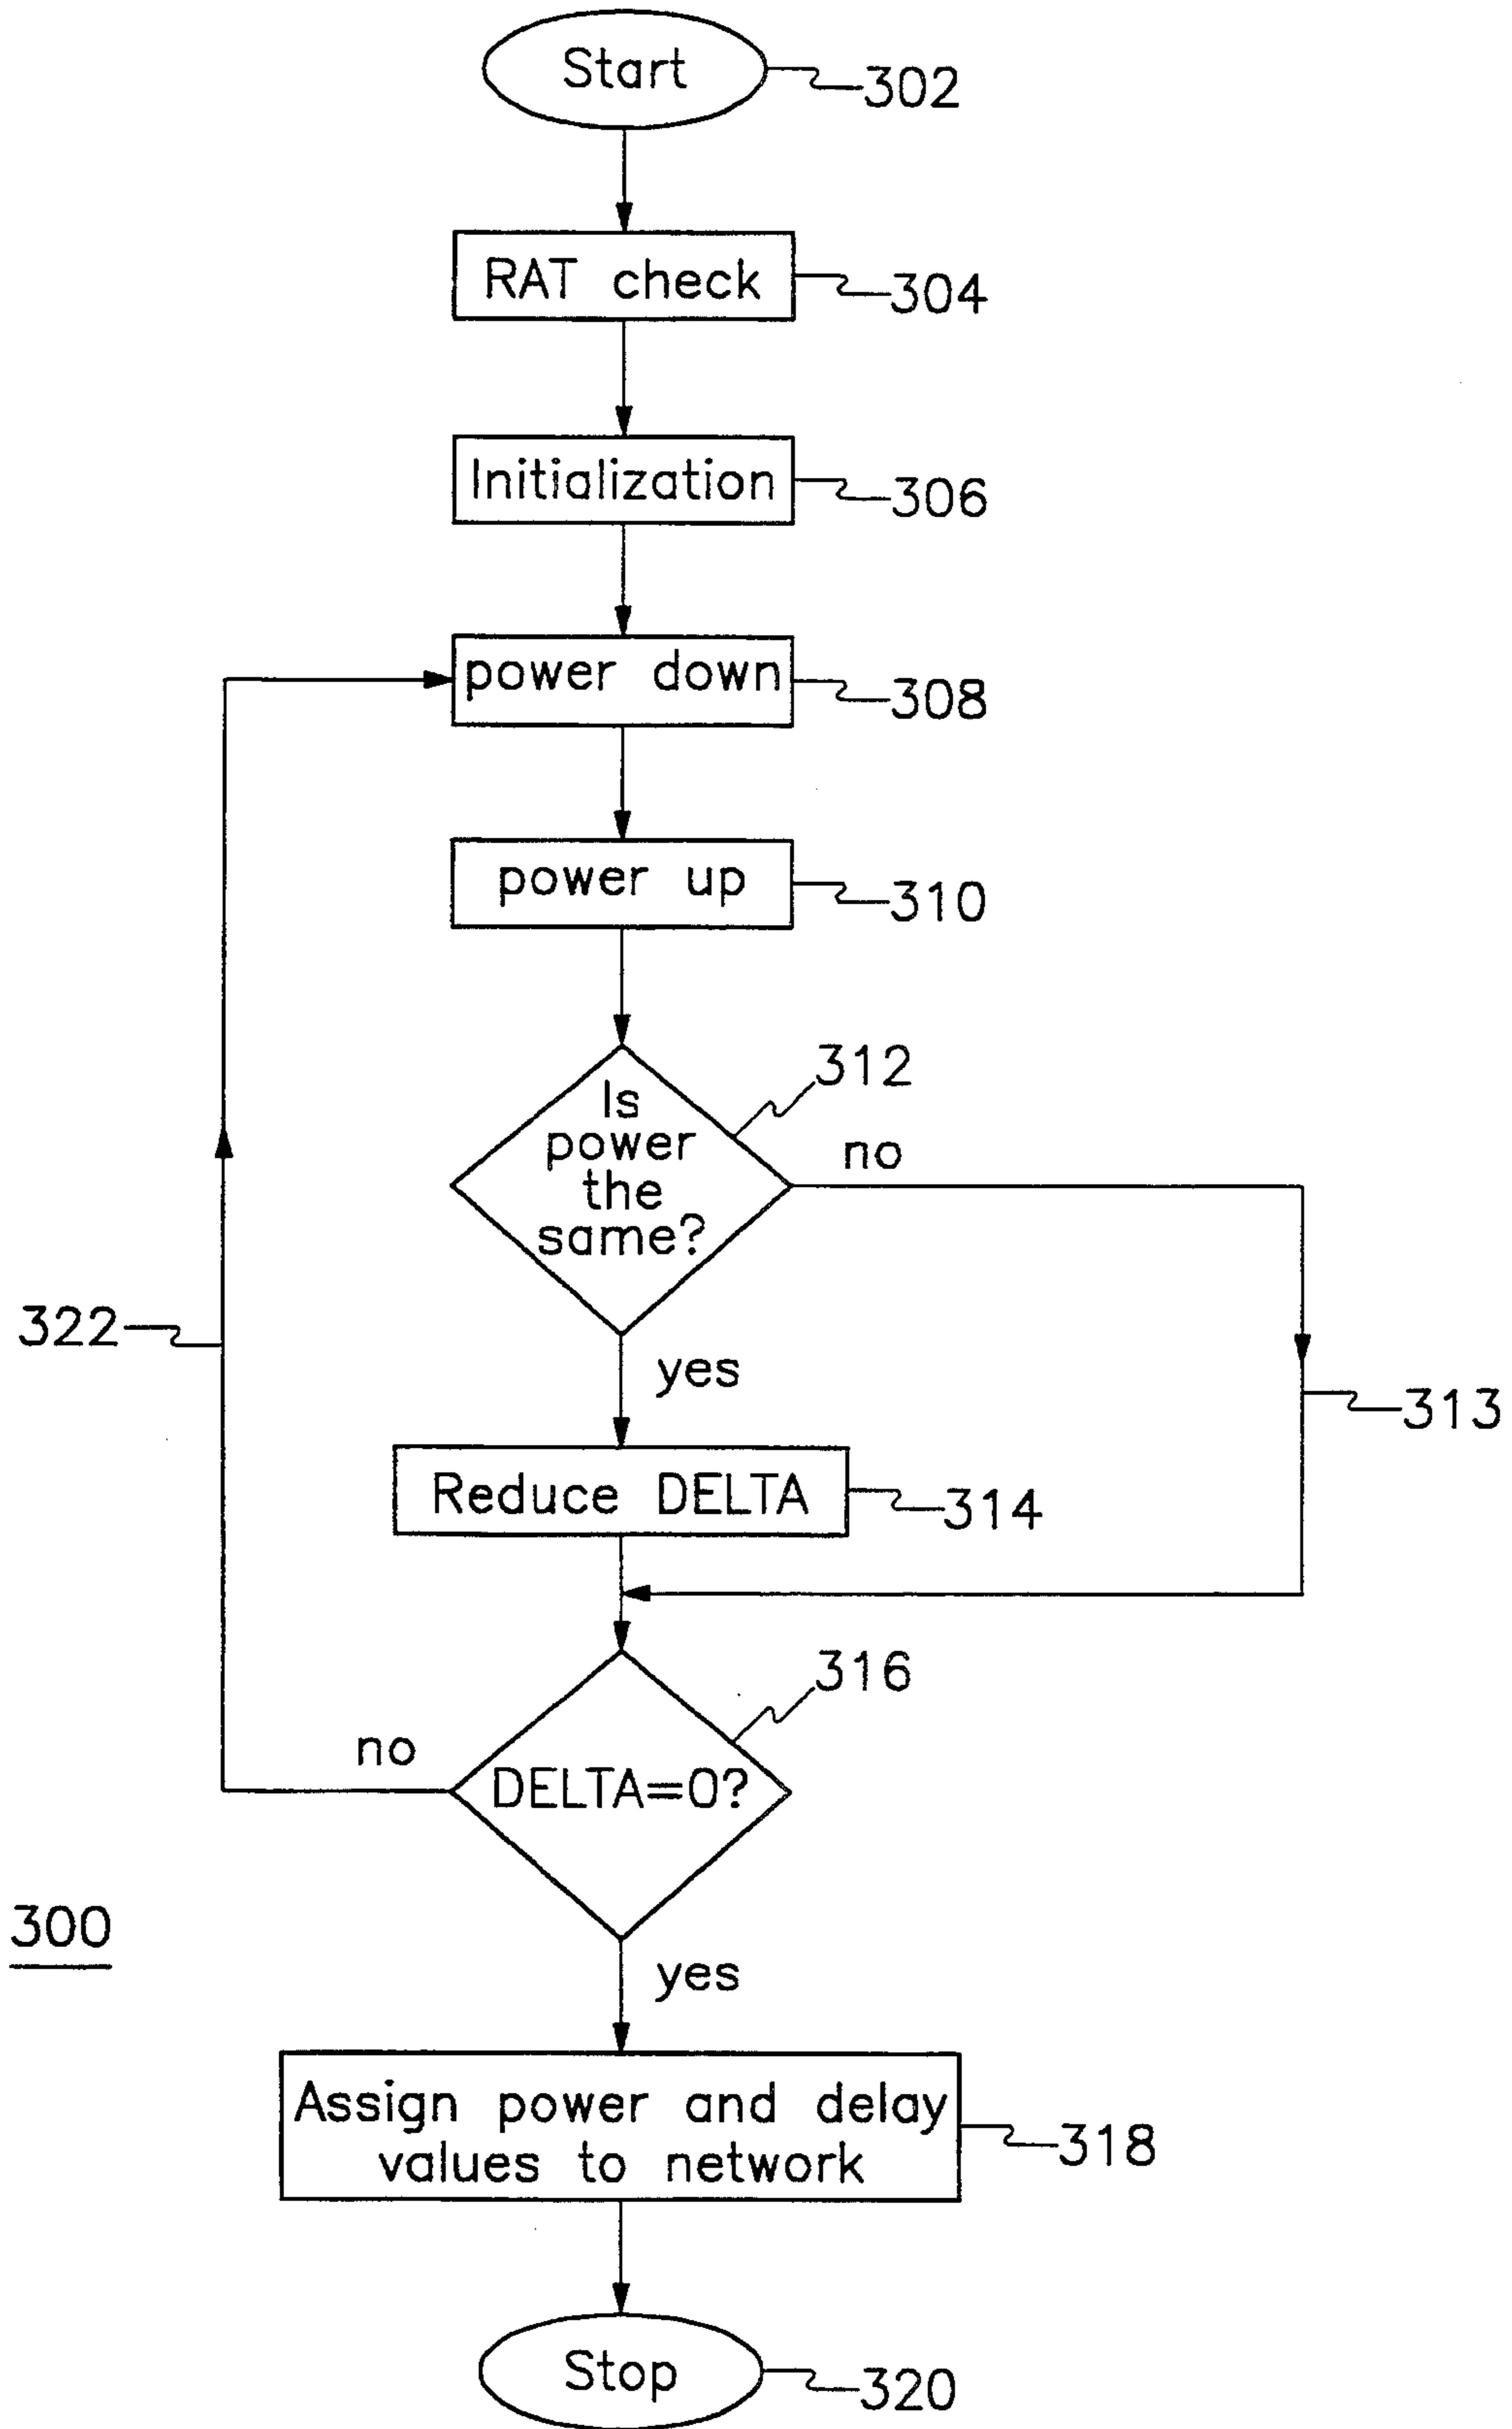 Start
302
RAT check
304
Initialization
306
power down
308
power up
310
312
Is
power
the
same?
no
322
yes
313
Reduce DELTA
314
316
no
DELTA=0?
300
yes
Assign power and delay
values to network
318
Stop
320